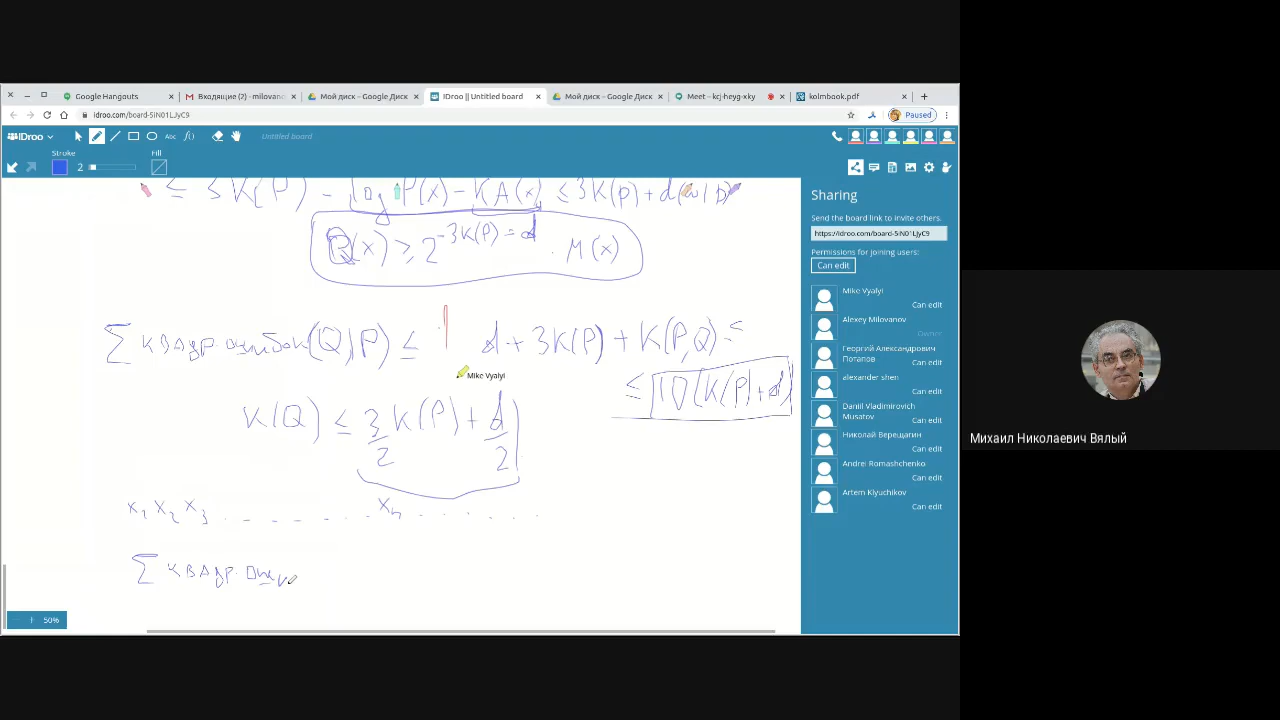 Google Hangouts
Входящие (2) - milovano
Мой диск – Google Диск
IDroo || Untitled board
Мой диск – Google Диск
Meet – kcj-heyg-xky
kolmbook.pdf
idroo.com/board-5iN01LJyC9
Paused
IDroo
Abc
f(x)
Untitled board
Stroke
Fill
2
Sharing
Send the board link to invite others.
https://idroo.com/board-5iN01LJyC9
Permissions for joining users:
Can edit
Mike Vyalyi
Can edit
Alexey Milovanov
Owner
Георгий Александрович Потапов
Can edit
alexander shen
Can edit
Daniil Vladimirovich Musatov
Can edit
Николай Верещагин
Can edit
Andrei Romashchenko
Can edit
Artem Klyuchikov
Can edit
≤ 3K(P) - log P(x) - KA(x) ≤ 3K(P) + d(ω|P)
Q(x) ≥ 2^{-3K(P) - d} · M(x)
∑ квадр. ошибок (Q, P) ≤ d + 3K(P) + K(P,Q) ≤
≤ 10(K(P)+d)
Mike Vyalyi
K(Q) ≤ 3/2 K(P) + d/2
x₁ x₂ x₃ . . . . . . xₙ . . . . .
∑ квадр.
50%
Михаил Николаевич Вялый